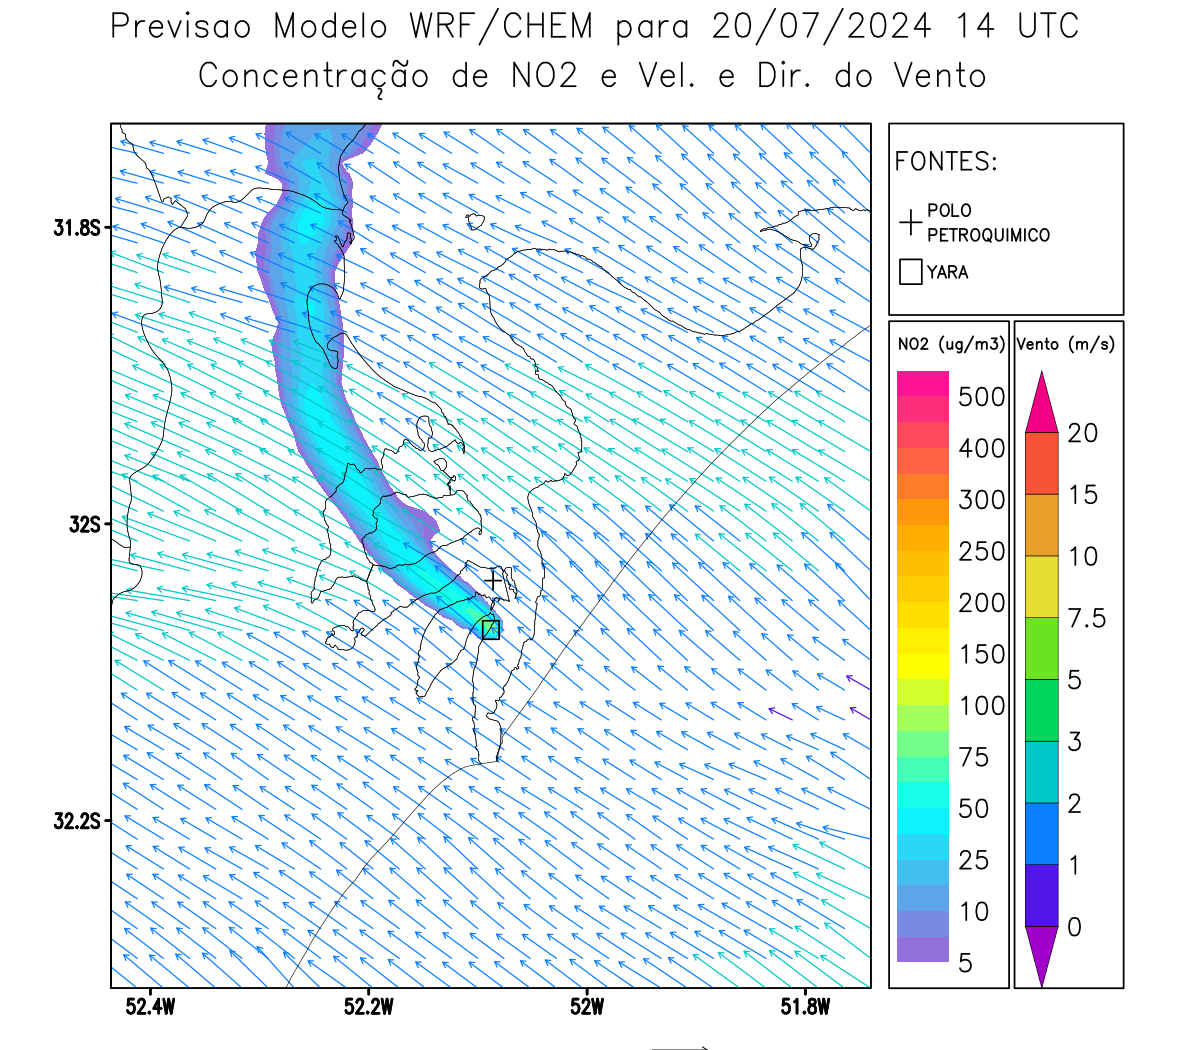 Previsao Modelo WRF/CHEM para 20/07/2024 14 UTC
Concentração de NO2 e Vel. e Dir. do Vento
FONTES:
POLO
PETROQUIMICO
YARA
NO2 (ug/m3)
500
400
300
250
200
150
100
75
50
25
10
5
Vento (m/s)
20
15
10
7.5
5
3
2
1
0
31.8S
32S
32.2S
52.4W 52.2W 52W 51.8W